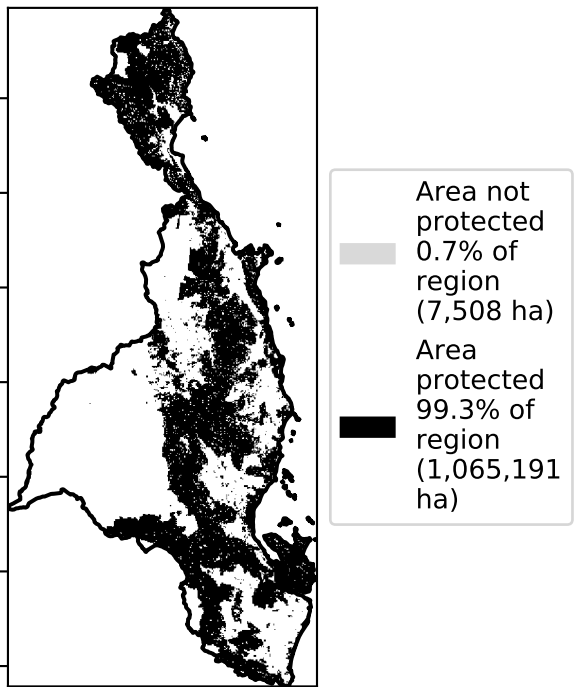 Area not
protected
0.7% of
region
(7,508 ha)
Area
protected
99.3% of
region
(1,065,191
ha)